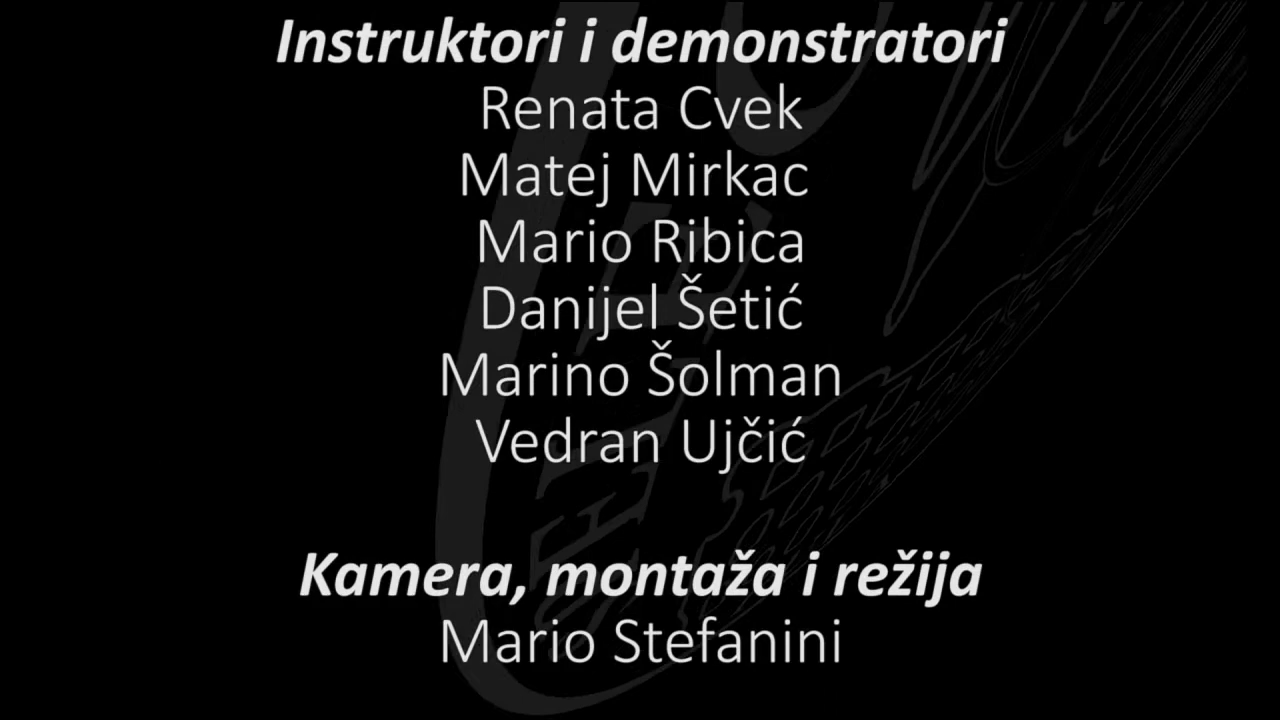 Instruktori i demonstratori
Renata Cvek
Matej Mirkac
Mario Ribica
Danijel Šetić
Marino Šolman
Vedran Ujčić
Kamera, montaža i režija
Mario Stefanini